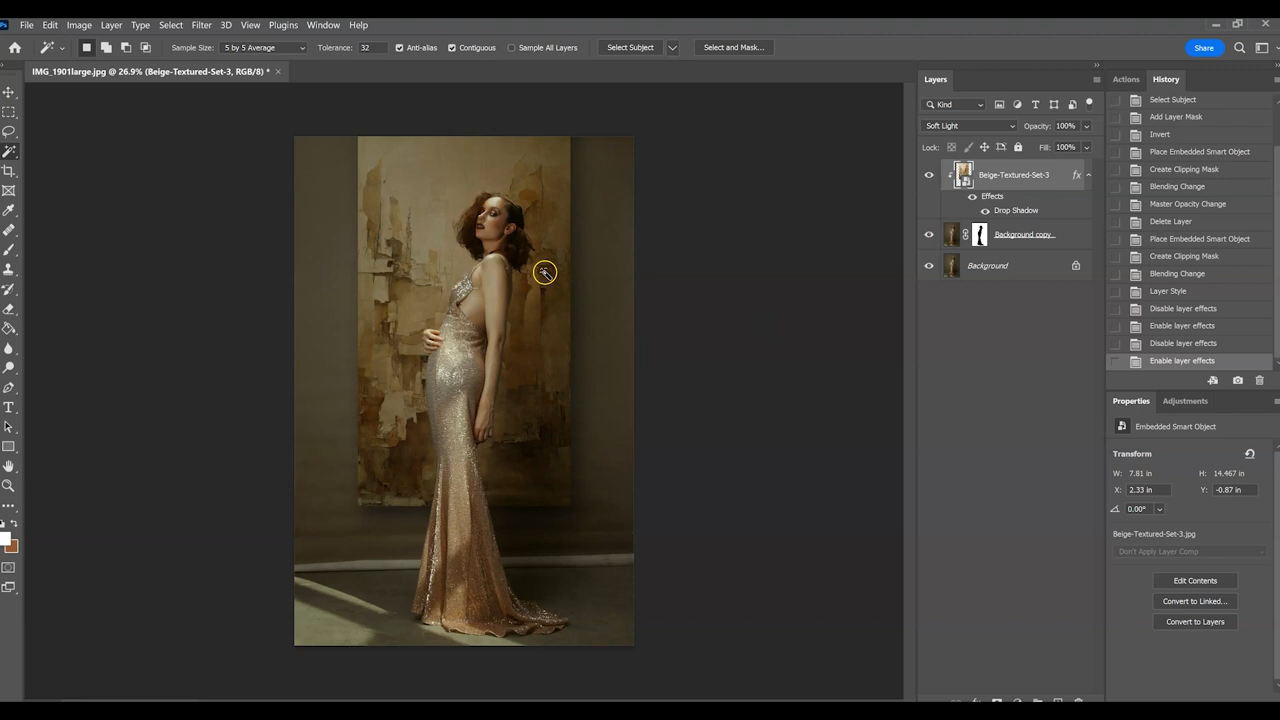 Ps File Edit Image Layer Type Select Filter 3D View Plugins Window Help
Sample Size: 5 by 5 Average Tolerance: 32 Anti-alias Contiguous Sample All Layers Select Subject Select and Mask... Share
IMG_1901large.jpg @ 26.9% (Beige-Textured-Set-3, RGB/8) * ×
Layers
Kind
Soft Light Opacity: 100%
Lock: Fill: 100%
Beige-Textured-Set-3 fx
Effects
Drop Shadow
Background copy
Background
Actions History
Select Subject
Add Layer Mask
Invert
Place Embedded Smart Object
Create Clipping Mask
Blending Change
Master Opacity Change
Delete Layer
Place Embedded Smart Object
Create Clipping Mask
Blending Change
Layer Style
Disable layer effects
Enable layer effects
Disable layer effects
Enable layer effects
Properties Adjustments
Embedded Smart Object
Transform
W: 7.81 in H: 14.467 in
X: 2.33 in Y: -0.87 in
0.00°
Beige-Textured-Set-3.jpg
Don't Apply Layer Comp
Edit Contents
Convert to Linked...
Convert to Layers